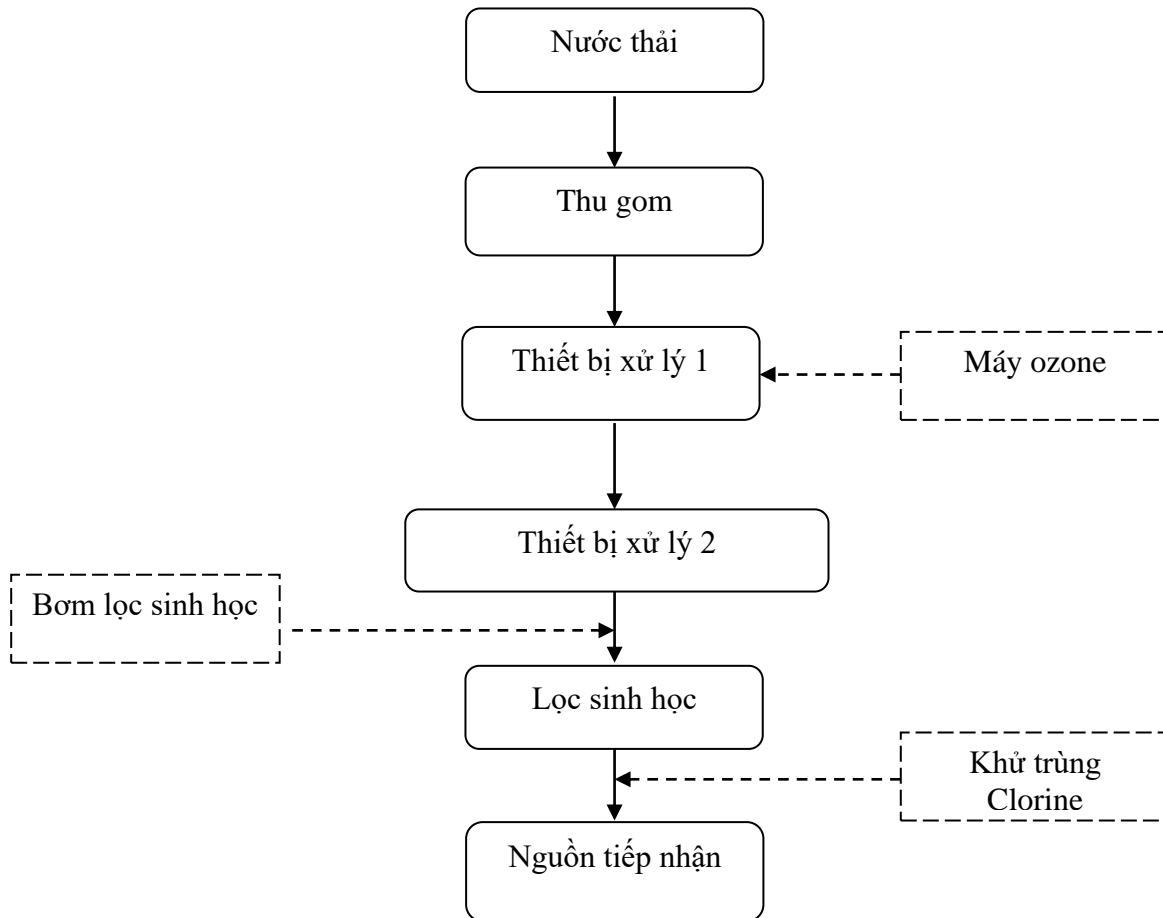 Nước thải
Thu gom
Thiết bị xử lý 1
Máy ozone
Thiết bị xử lý 2
Bơm lọc sinh học
Lọc sinh học
Khử trùng
Clorine
Nguồn tiếp nhận